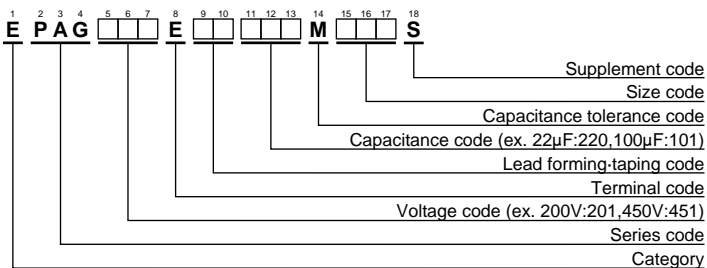 1 2 3 4 5 6 7 8 9 10 11 12 13 14 15 16 17 18
E PAG E M S
Supplement code
Size code
Capacitance tolerance code
Capacitance code (ex. 22µF:220,100µF:101)
Lead forming·taping code
Terminal code
Voltage code (ex. 200V:201,450V:451)
Series code
Category